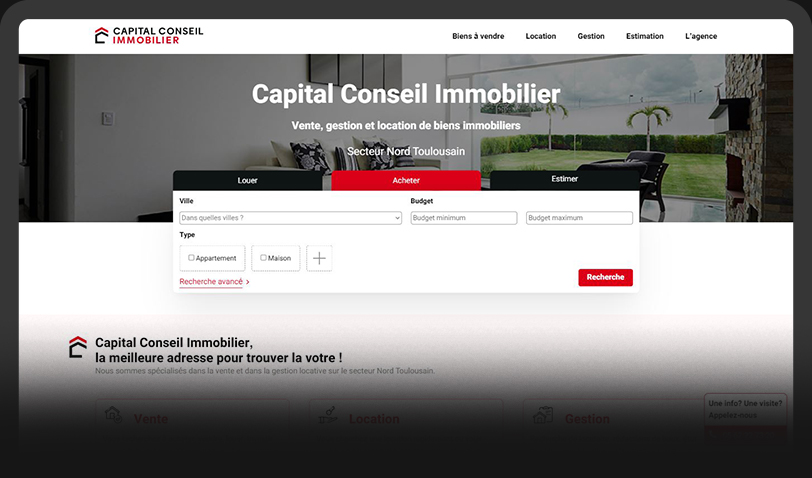 CAPITAL CONSEIL
IMMOBILIER
Biens à vendre Location Gestion Estimation L'agence
Capital Conseil Immobilier
Vente, gestion et location de biens immobiliers
Secteur Nord Toulousain
Louer Acheter Estimer
Ville Budget
Dans quelles villes ? Budget minimum Budget maximum
Type
Appartement Maison
Recherche avancé >
Recherche
Capital Conseil Immobilier,
la meilleure adresse pour trouver la votre !
Nous sommes spécialisés dans la vente et dans la gestion locative sur le secteur Nord Toulousain.
Une info? Une visite?
Appelez-nous
Vente Location Gestion